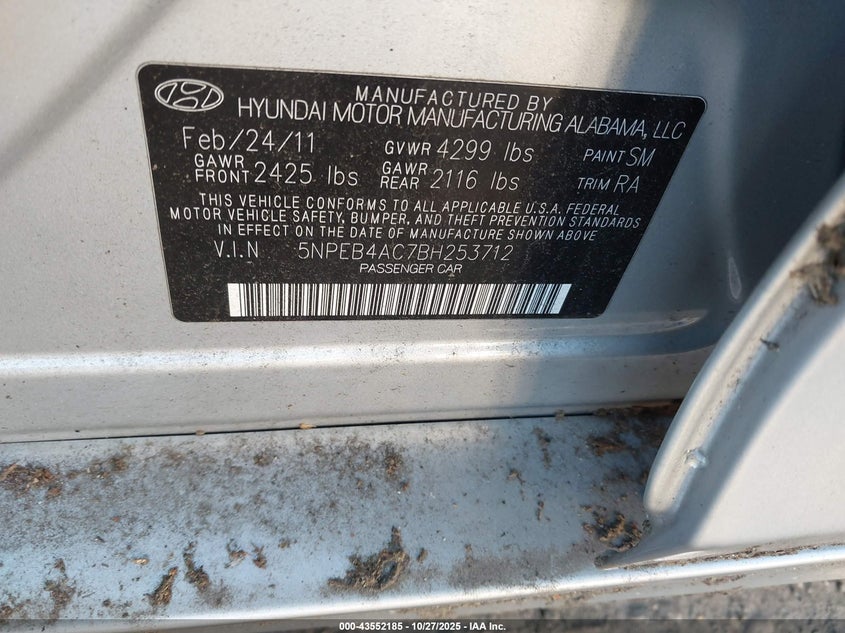 MANUFACTURED BY
HYUNDAI MOTOR MANUFACTURING ALABAMA, LLC
Feb/24/11 GVWR 4299 lbs PAINT SM
GAWR FRONT 2425 lbs GAWR REAR 2116 lbs TRIM RA
THIS VEHICLE CONFORMS TO ALL APPLICABLE U.S.A. FEDERAL
MOTOR VEHICLE SAFETY, BUMPER, AND THEFT PREVENTION STANDARDS
IN EFFECT ON THE DATE OF MANUFACTURE SHOWN ABOVE.
V.I.N 5NPEB4AC7BH253712
PASSENGER CAR
000-43552185 - 10/27/2025 - IAA Inc.